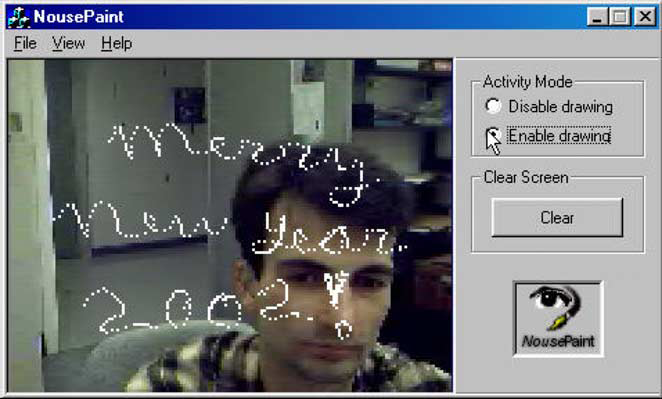 NousePaint
File View Help
Activity Mode
Disable drawing
Enable drawing
Clear Screen
Clear
NousePaint
Merry
New Year.
2002!